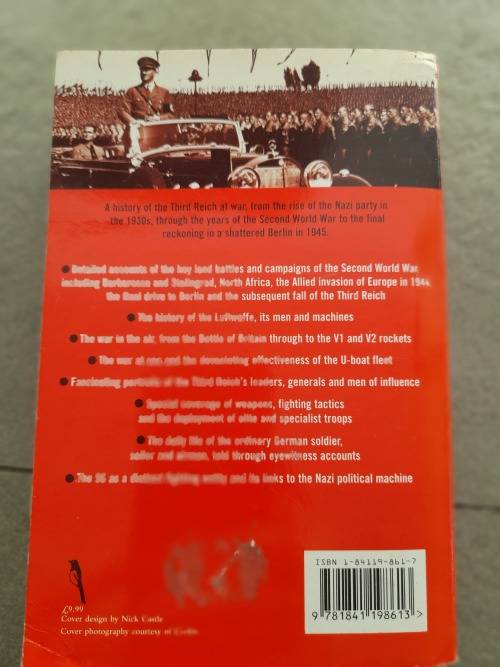 A history of the Third Reich at war, from the rise of the Nazi party in
the 1930s, through the years of the Second World War to the final
reckoning in a shattered Berlin in 1945.
● Detailed accounts of the key land battles and campaigns of the Second World War
including Barbarossa and Stalingrad, North Africa, the Allied invasion of Europe in 1944
the final drive to Berlin and the subsequent fall of the Third Reich
● The history of the Luftwaffe, its men and machines
● The war in the air, from the Battle of Britain through to the V1 and V2 rockets
● The war at sea and the devastating effectiveness of the U-boat fleet
● Fascinating portraits of the Third Reich's leaders, generals and men of influence
● Special coverage of weapons, fighting tactics
and the deployment of elite and specialist troops
● The daily life of the ordinary German soldier,
sailor and airman, told through eyewitness accounts
● The SS as a distinct fighting entity and its links to the Nazi political machine
ISBN 1-84119-861-7
9 781841 198613 >
£9.99
Cover design by Nick Castle
Cover photography courtesy of Corbis